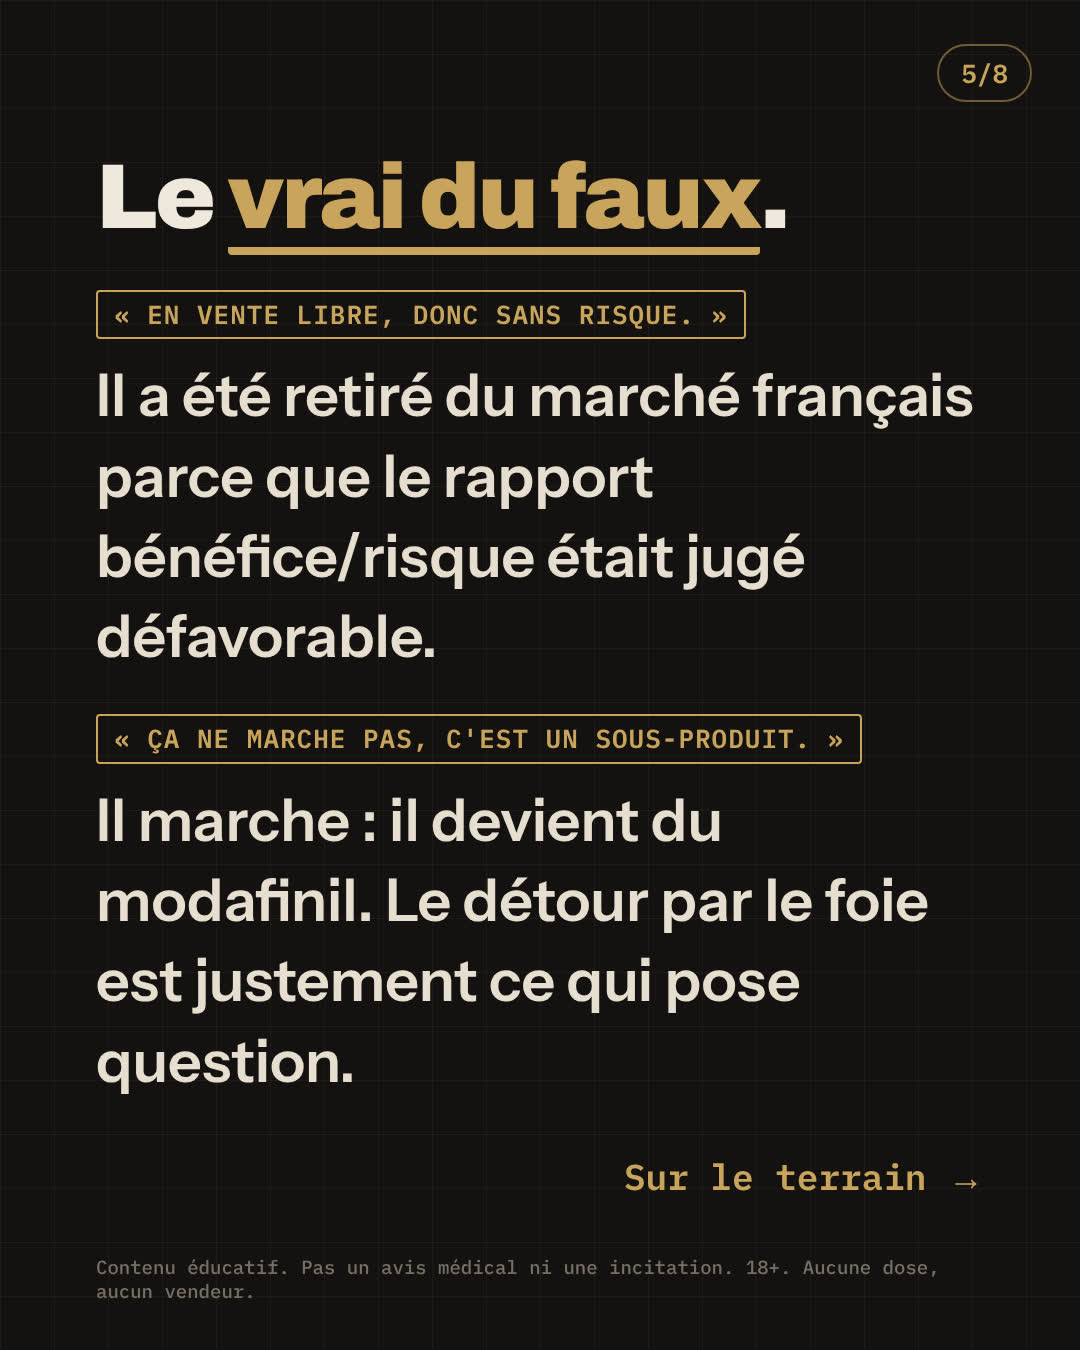 5/8
Le vrai du faux.
« EN VENTE LIBRE, DONC SANS RISQUE. »
Il a été retiré du marché français
parce que le rapport
bénéfice/risque était jugé
défavorable.
« ÇA NE MARCHE PAS, C'EST UN SOUS-PRODUIT. »
Il marche : il devient du
modafinil. Le détour par le foie
est justement ce qui pose
question.
Sur le terrain →
Contenu éducatif. Pas un avis médical ni une incitation. 18+. Aucune dose,
aucun vendeur.